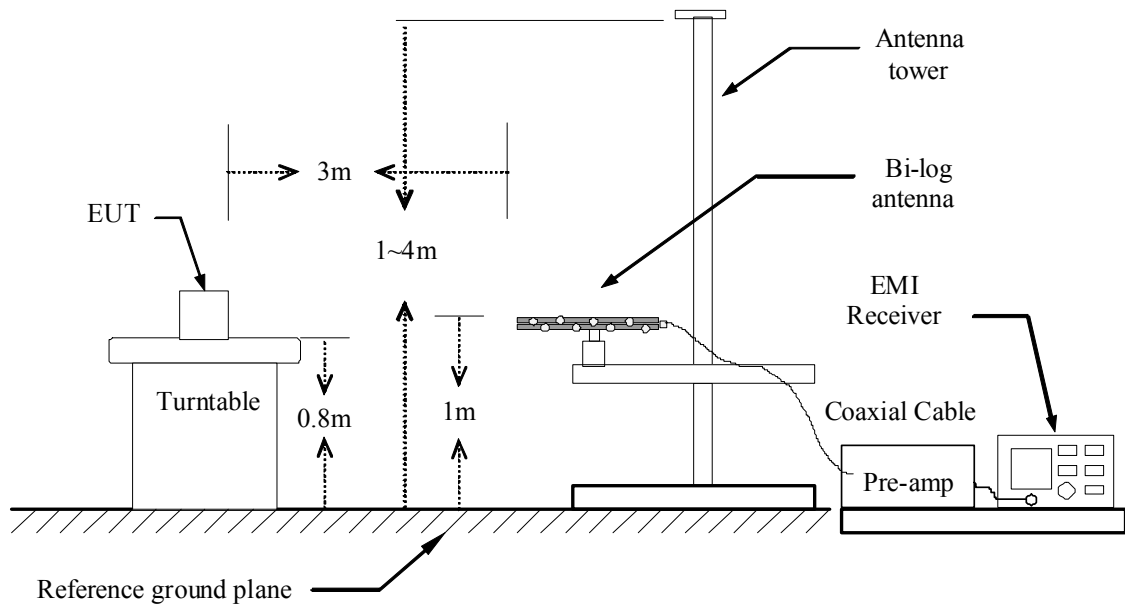 Antenna
tower
3m
Bi-log
antenna
EUT
1~4m
EMI
Receiver
Turntable
0.8m
1m
Coaxial Cable
Pre-amp
Reference ground plane